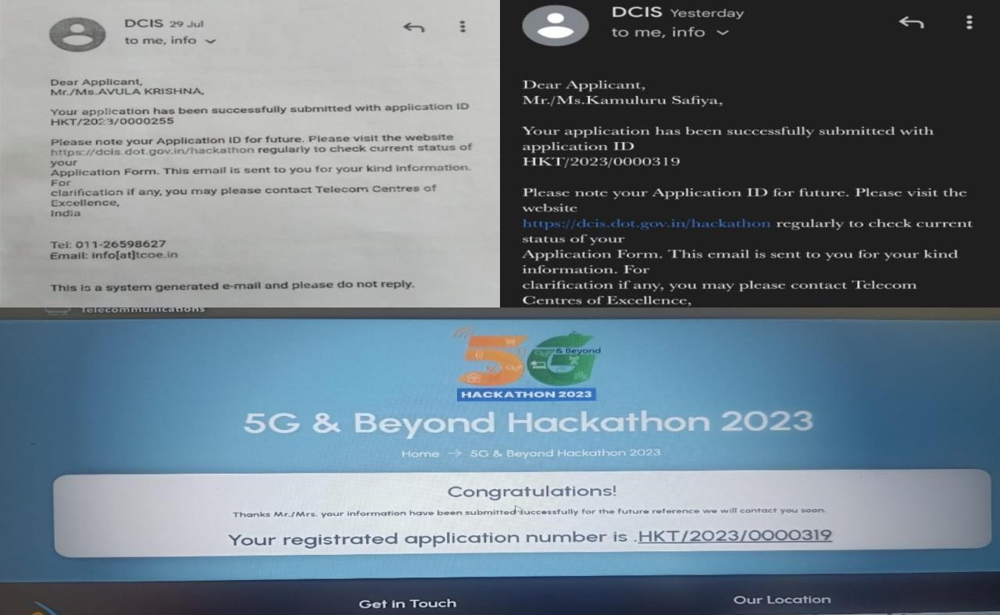 DCIS 29 Jul
to me, info
Dear Applicant,
Mr./Ms.AVULA KRISHNA,
Your application has been successfully submitted with application ID
HKT/2023/0000255
Please note your Application ID for future. Please visit the website
https://dcis.dot.gov.in/hackathon regularly to check current status of
your
Application Form. This email is sent to you for your kind information.
For
clarification if any, you may please contact Telecom Centres of
Excellence,
India
Tel: 011-26598627
Email: info[at]tcoe.in
This is a system generated e-mail and please do not reply.
DCIS Yesterday
to me, info
Dear Applicant,
Mr./Ms.Kamuluru Safiya,
Your application has been successfully submitted with
application ID
HKT/2023/0000319
Please note your Application ID for future. Please visit the
website
https://dcis.dot.gov.in/hackathon regularly to check current
status of your
Application Form. This email is sent to you for your kind
information. For
clarification if any, you may please contact Telecom
Centres of Excellence,
Telecommunications
5G & Beyond
HACKATHON 2023
5G & Beyond Hackathon 2023
Home → 5G & Beyond Hackathon 2023
Congratulations!
Thanks Mr./Mrs. your information have been submitted successfully for the future reference we will contact you soon.
Your registrated application number is .HKT/2023/0000319
Get in Touch
Our Location